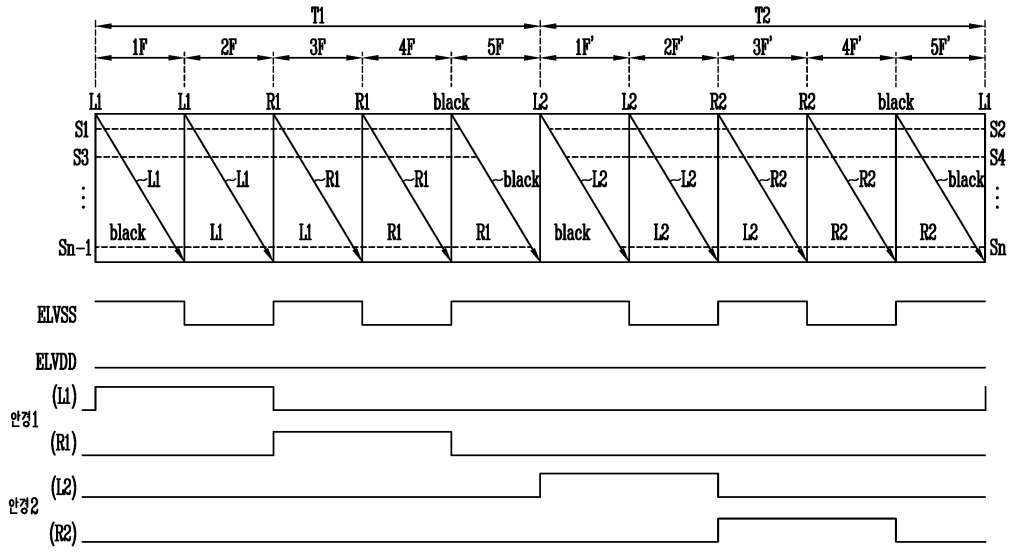 T1 T2
1F 2F 3F 4F 5F 1F' 2F' 3F' 4F' 5F'
L1 L1 R1 R1 black L2 L2 R2 R2 black L1
S1 S2
S3 S4
L1 L1 R1 R1 black L2 L2 R2 R2 black
black L1 L1 R1 R1 black L2 L2 R2 R2
Sn-1 Sn
ELVSS
ELVDD
(L1)
안경1
(R1)
(L2)
안경2
(R2)